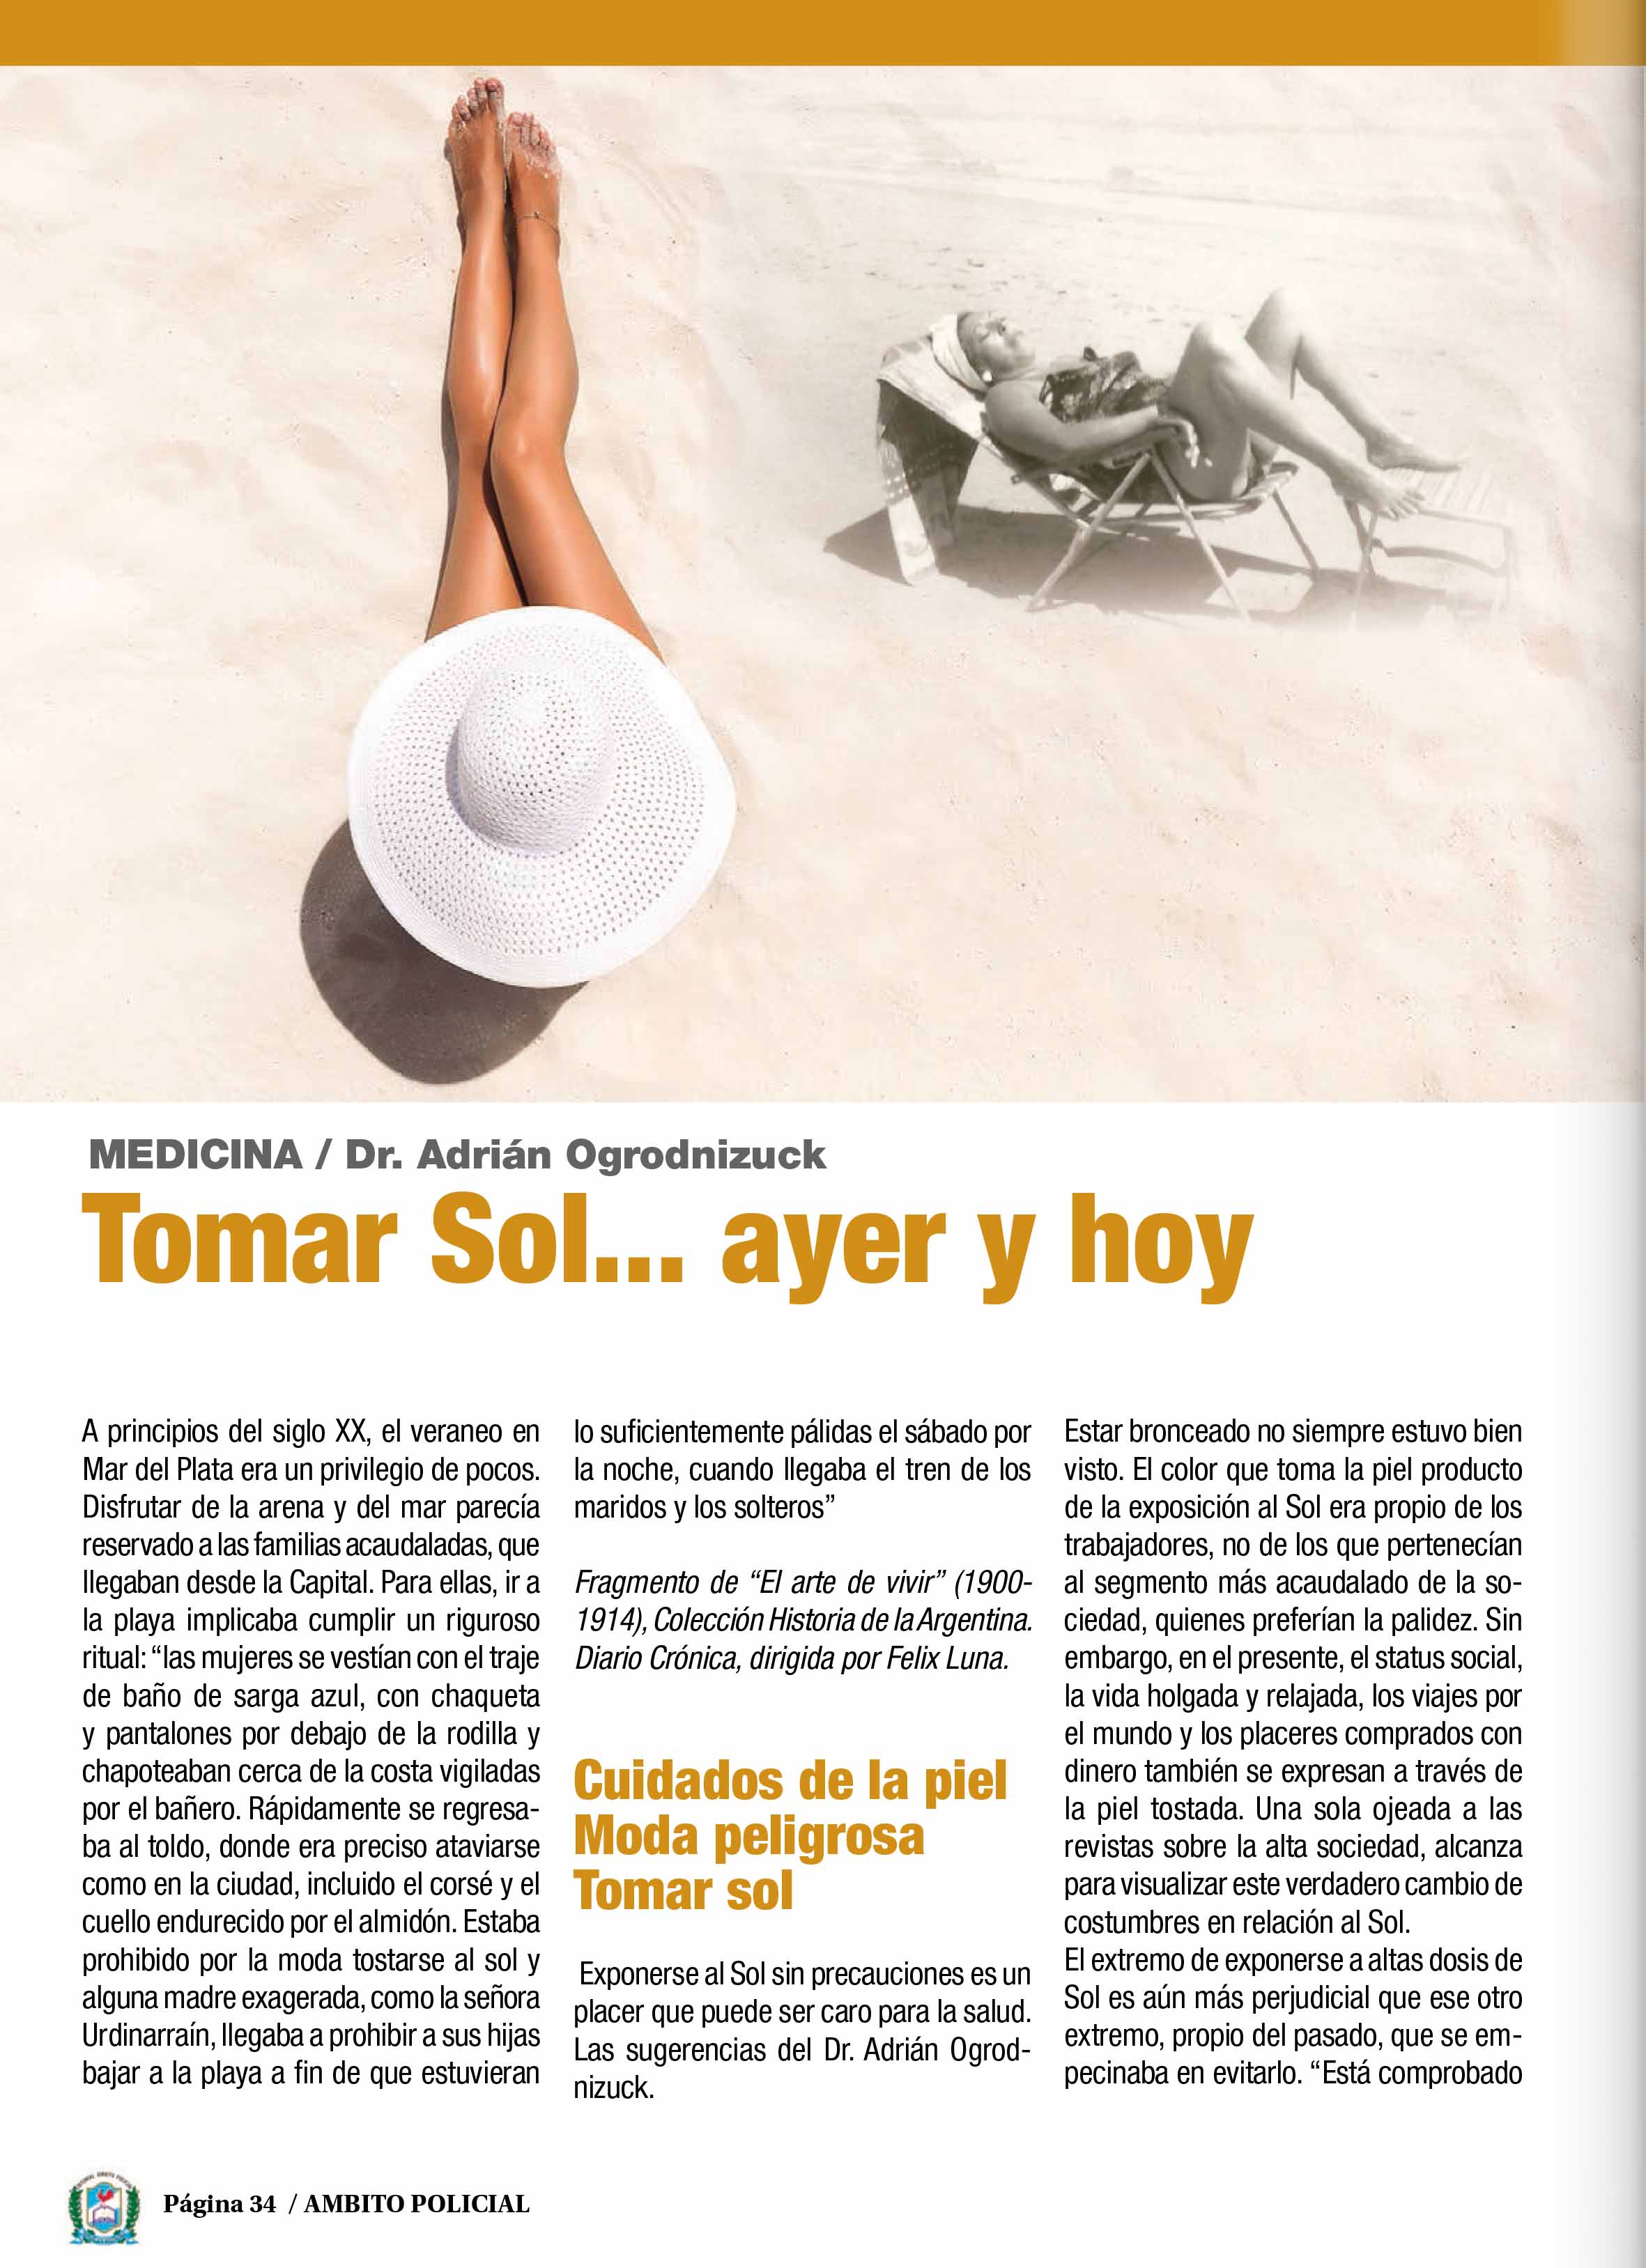 MEDICINA / Dr. Adrián Ogrodnizuck
Tomar Sol... ayer y hoy
A principios del siglo XX, el veraneo en
Mar del Plata era un privilegio de pocos.
Disfrutar de la arena y del mar parecía
reservado a las familias acaudaladas, que
llegaban desde la Capital. Para ellas, ir a
la playa implicaba cumplir un riguroso
ritual: “las mujeres se vestían con el traje
de baño de sarga azul, con chaqueta
y pantalones por debajo de la rodilla y
chapoteaban cerca de la costa vigiladas
por el bañero. Rápidamente se regresa-
ba al toldo, donde era preciso ataviarse
como en la ciudad, incluido el corsé y el
cuello endurecido por el almidón. Estaba
prohibido por la moda tostarse al sol y
alguna madre exagerada, como la señora
Urdinarraín, llegaba a prohibir a sus hijas
bajar a la playa a fin de que estuvieran
lo suficientemente pálidas el sábado por
la noche, cuando llegaba el tren de los
maridos y los solteros”
Fragmento de “El arte de vivir” (1900-
1914), Colección Historia de la Argentina.
Diario Crónica, dirigida por Felix Luna.
Cuidados de la piel
Moda peligrosa
Tomar sol
Exponerse al Sol sin precauciones es un
placer que puede ser caro para la salud.
Las sugerencias del Dr. Adrián Ogrod-
nizuck.
Estar bronceado no siempre estuvo bien
visto. El color que toma la piel producto
de la exposición al Sol era propio de los
trabajadores, no de los que pertenecían
al segmento más acaudalado de la so-
ciedad, quienes preferían la palidez. Sin
embargo, en el presente, el status social,
la vida holgada y relajada, los viajes por
el mundo y los placeres comprados con
dinero también se expresan a través de
la piel tostada. Una sola ojeada a las
revistas sobre la alta sociedad, alcanza
para visualizar este verdadero cambio de
costumbres en relación al Sol.
El extremo de exponerse a altas dosis de
Sol es aún más perjudicial que ese otro
extremo, propio del pasado, que se em-
pecinaba en evitarlo. “Está comprobado
Página 34 / AMBITO POLICIAL